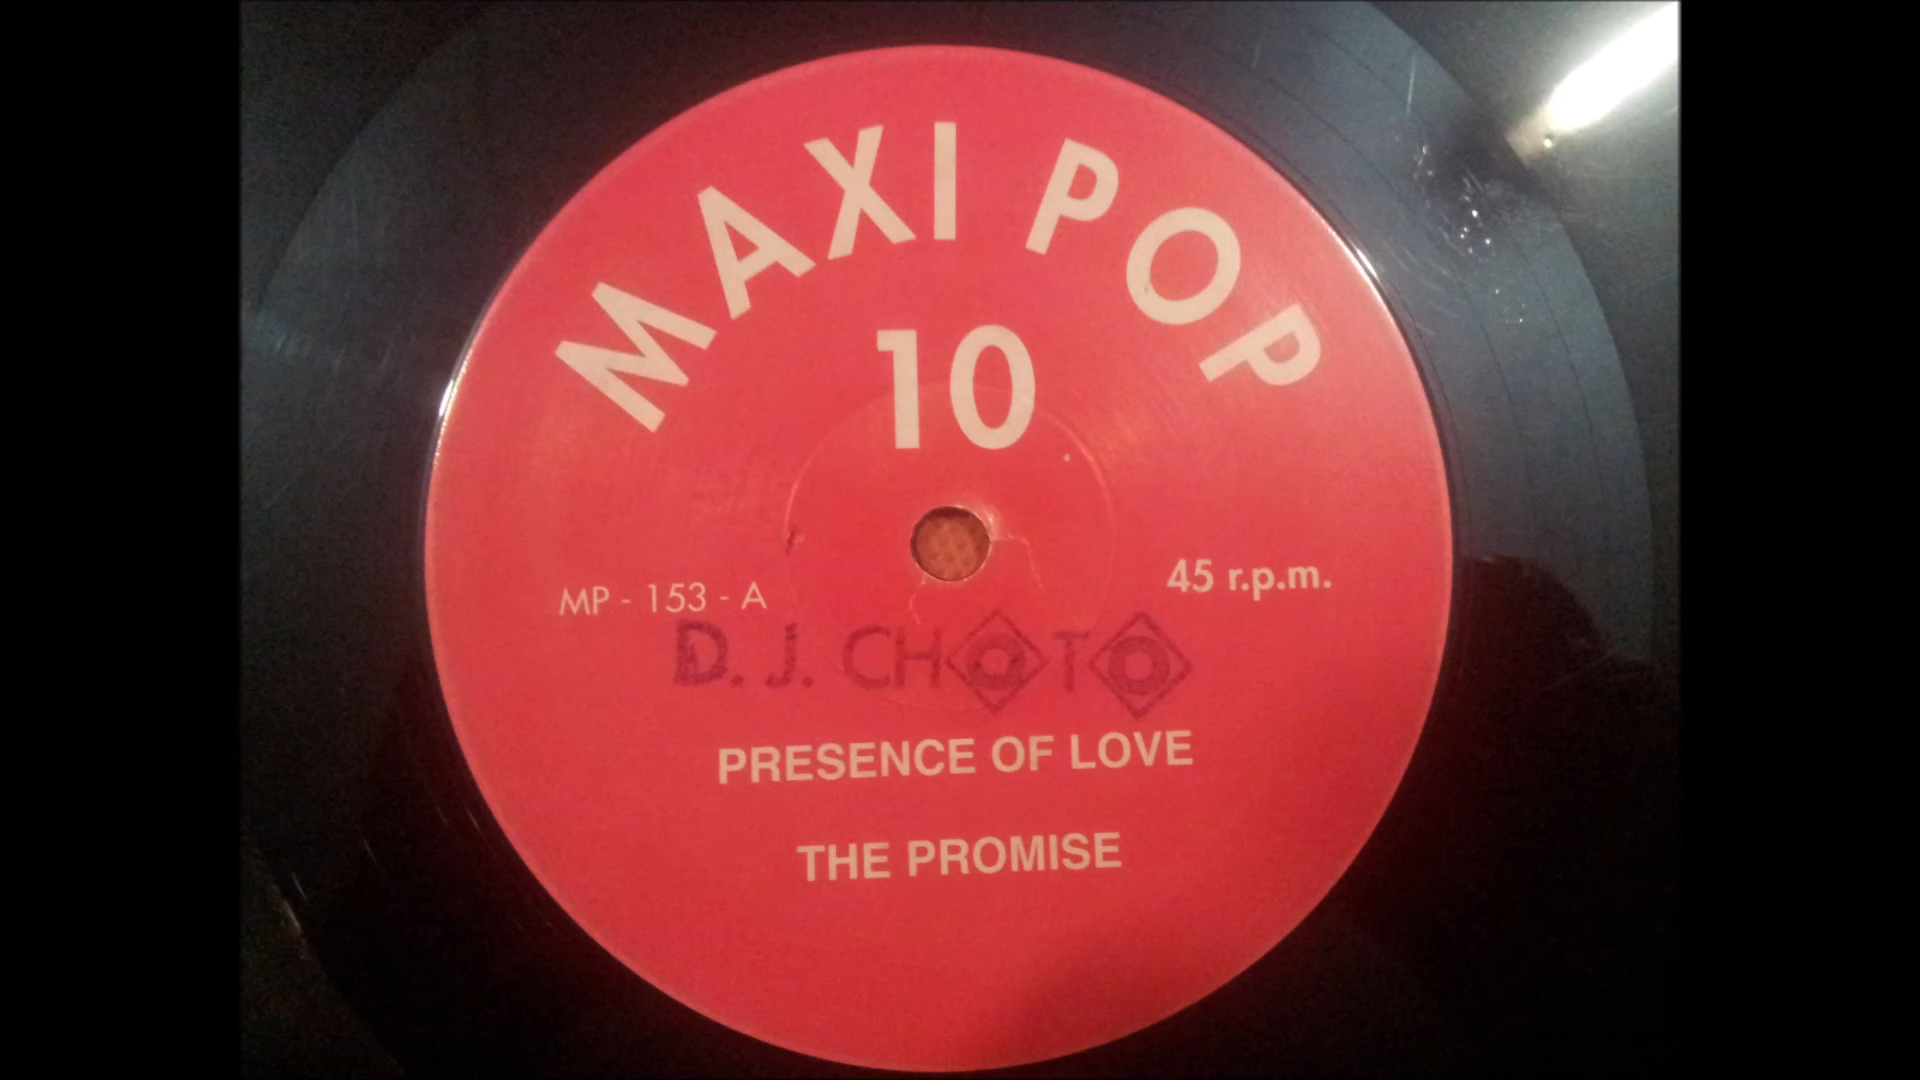 MAXI POP
10
MP - 153 - A
45 r.p.m.
D. J. CHOTO
PRESENCE OF LOVE
THE PROMISE